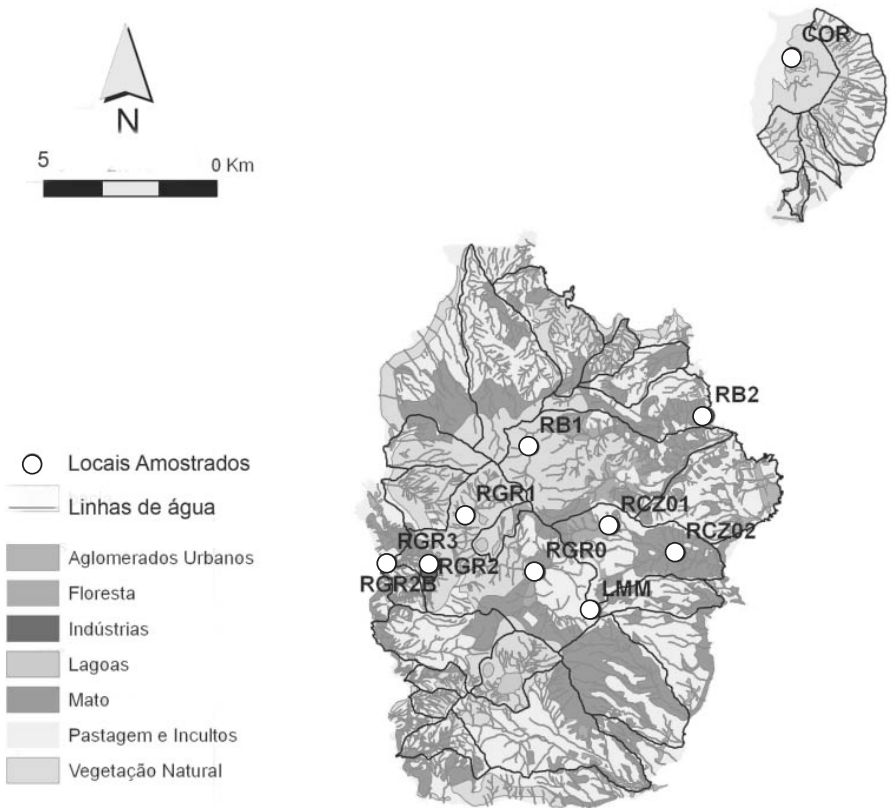 COR
N
5
0 Km
RB2
RB1
RGR1
RCZ01
RCZ02
RGR3
RGR0
RGR2
RGR2B
LMM
Locais Amostrados
Linhas de água
Aglomerados Urbanos
Floresta
Indústrias
Lagoas
Mato
Pastagem e Incultos
Vegetação Natural